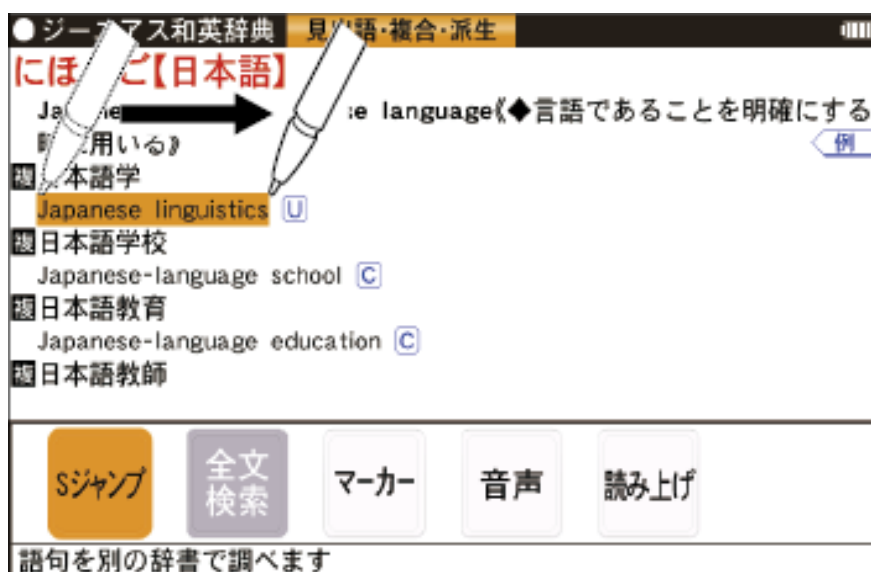 ●ジーアス和英辞典 見語・複合・派生
にほご【日本語】
language《◆言語であることを明確にする
用いる》
例
複日本語学
Japanese linguistics U
複日本語学校
Japanese-language school C
複日本語教育
Japanese-language education C
複日本語教師
Sジャンプ 全文検索 マーカー 音声 読み上げ
語句を別の辞書で調べます